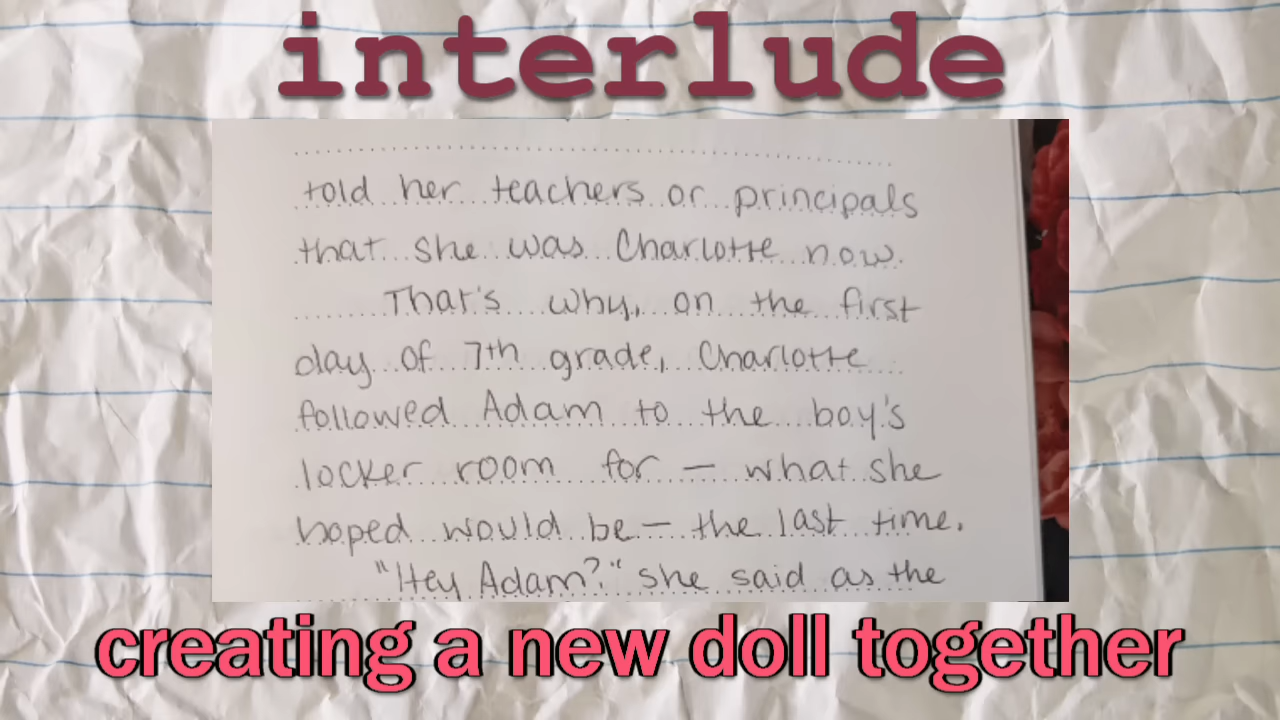 interlude
told her teachers or principals
that she was Charlotte now.
That's why, on the first
day of 7th grade, Charlotte
followed Adam to the boy's
locker room for — what she
hoped would be — the last time.
"Hey Adam?" she said as the
creating a new doll together